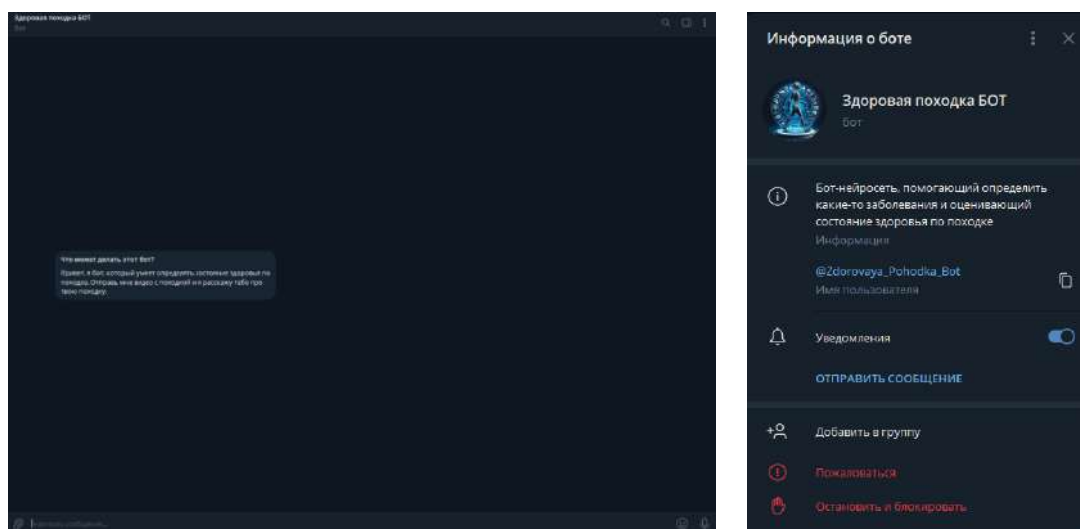 Здоровая походка БОТ
бот
Что может делать этот бот?
Привет, я бот, который умеет определять состояние здоровья по
походке. Отправь мне видео с походкой и я расскажу тебе про
твою походку.
Информация о боте
Здоровая походка БОТ
бот
Бот-нейросеть, помогающий определить
какие-то заболевания и оценивающий
состояние здоровья по походке
Информация
@Zdorovaya_Pohodka_Bot
Имя пользователя
Уведомления
ОТПРАВИТЬ СООБЩЕНИЕ
Добавить в группу
Пожаловаться
Остановить и блокировать